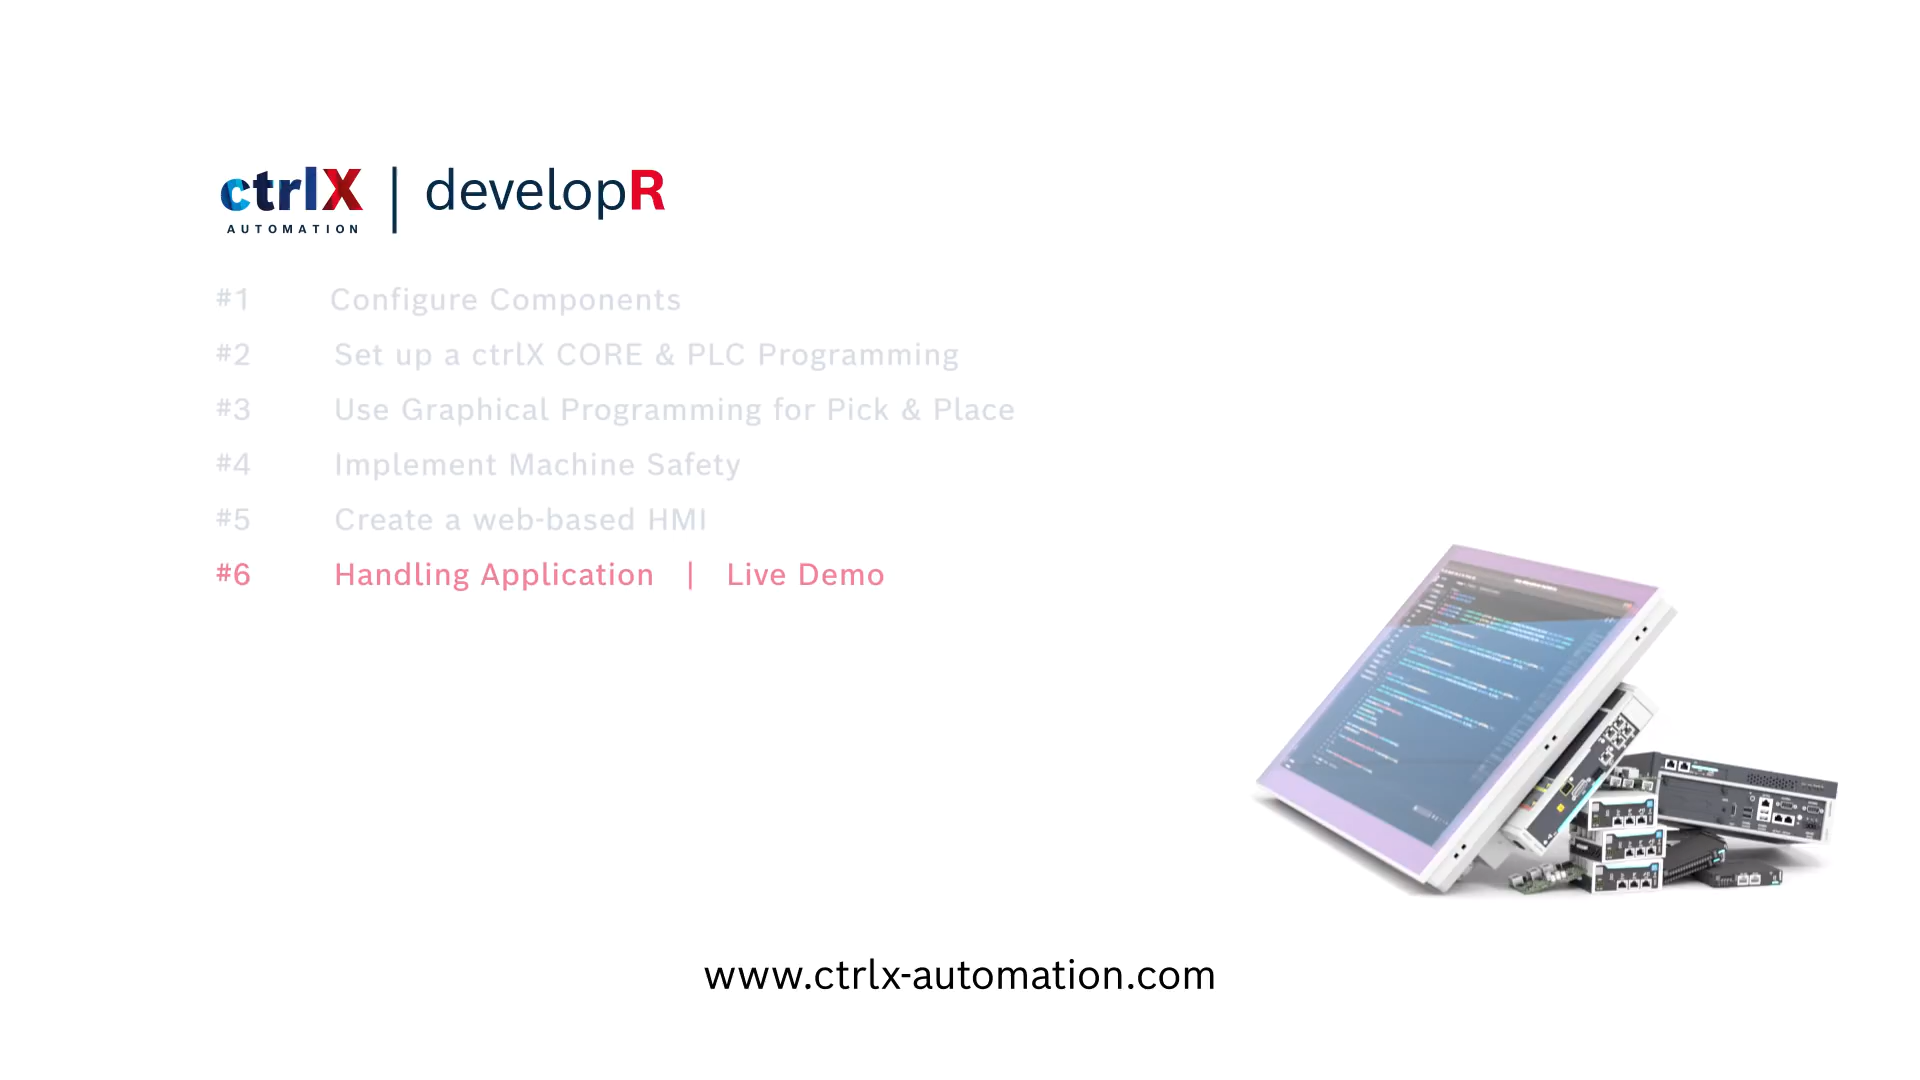 ctrlX | developR
AUTOMATION
#1 Configure Components
#2 Set up a ctrlX CORE & PLC Programming
#3 Use Graphical Programming for Pick & Place
#4 Implement Machine Safety
#5 Create a web-based HMI
#6 Handling Application | Live Demo
www.ctrlx-automation.com